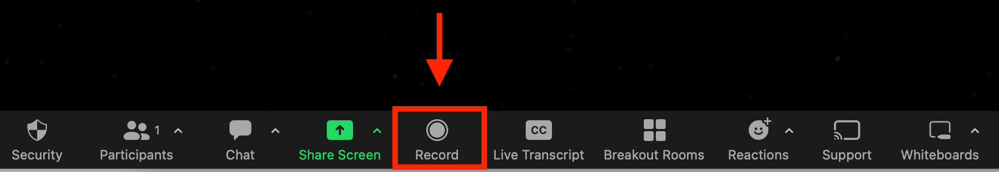 1
CC
Security
Participants
Chat
Share Screen
Record
Live Transcript
Breakout Rooms
Reactions
Support
Whiteboards